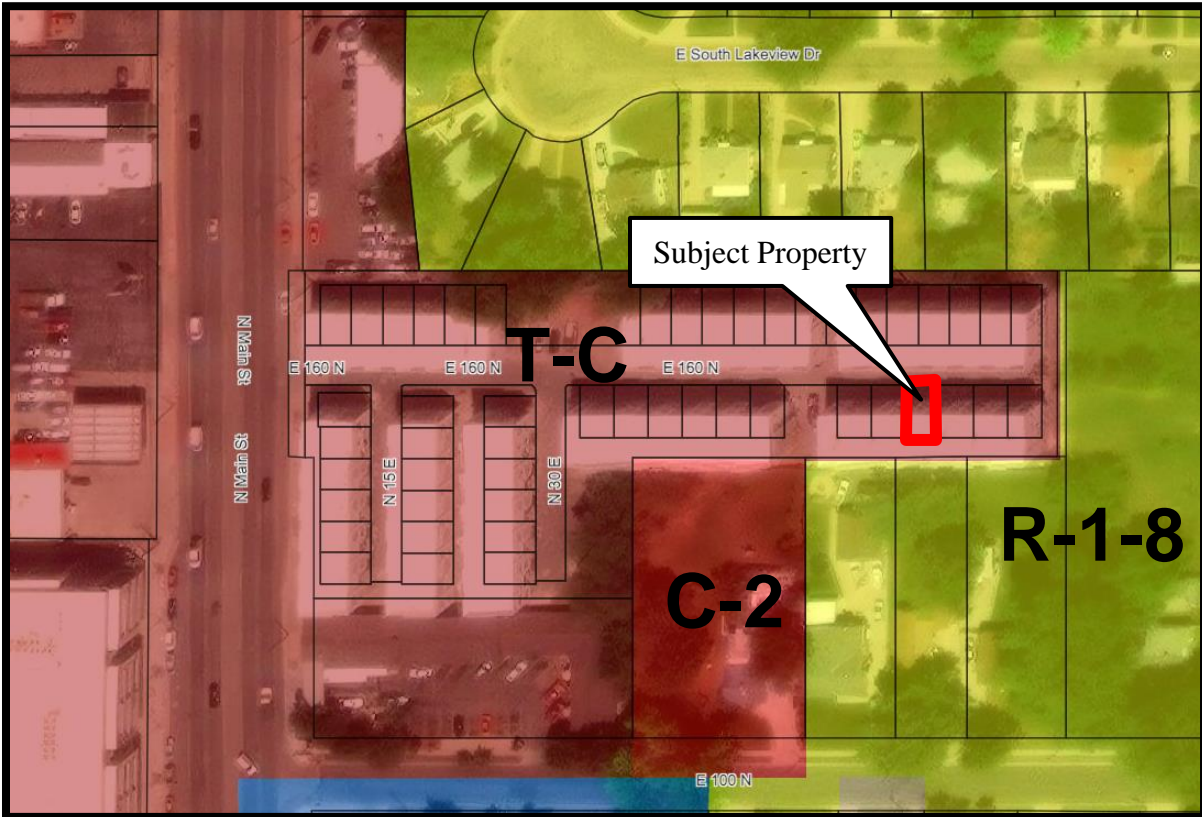 E South Lakeview Dr
Subject Property
N Main St
T-C
E 160 N
E 160 N
E 160 N
N Main St
N 15 E
N 30 E
R-1-8
C-2
E 100 N